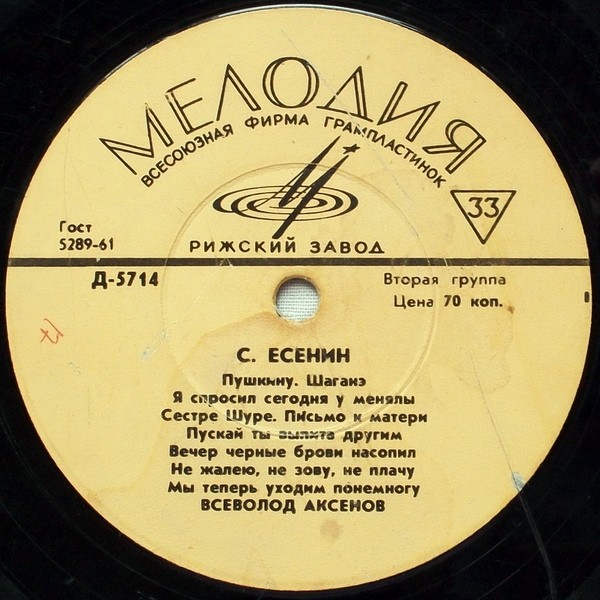 МЕЛОДИЯ
ВСЕСОЮЗНАЯ ФИРМА ГРАМПЛАСТИНОК
33
РИЖСКИЙ ЗАВОД
Гост
5289-61
Д-5714
Вторая группа
Цена 70 коп.
С. ЕСЕНИН
Пушкину. Шаганэ
Я спросил сегодня у менялы
Сестре Шуре. Письмо к матери
Пускай ты выпита другим
Вечер черные брови насопил
Не жалею, не зову, не плачу
Мы теперь уходим понемногу
ВСЕВОЛОД АКСЕНОВ